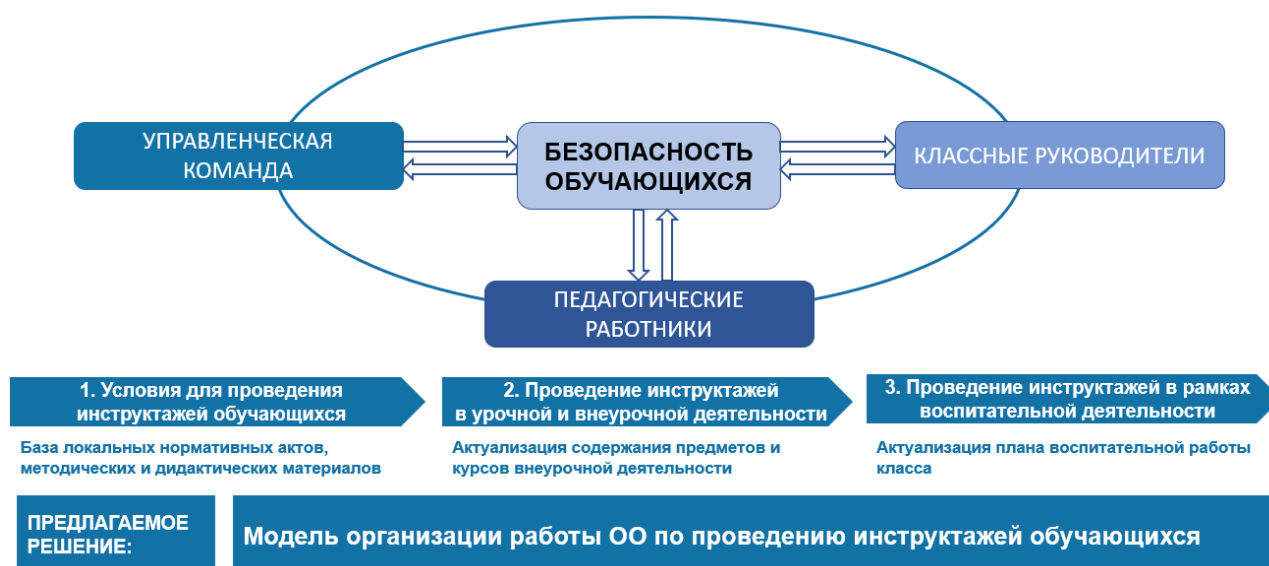 УПРАВЛЕНЧЕСКАЯ
КОМАНДА
БЕЗОПАСНОСТЬ
ОБУЧАЮЩИХСЯ
КЛАССНЫЕ РУКОВОДИТЕЛИ
ПЕДАГОГИЧЕСКИЕ
РАБОТНИКИ
1. Условия для проведения
инструктажей обучающихся
База локальных нормативных актов,
методических и дидактических материалов
2. Проведение инструктажей
в урочной и внеурочной деятельности
Актуализация содержания предметов и
курсов внеурочной деятельности
3. Проведение инструктажей в рамках
воспитательной деятельности
Актуализация плана воспитательной работы
класса
ПРЕДЛАГАЕМОЕ
РЕШЕНИЕ:
Модель организации работы ОО по проведению инструктажей обучающихся